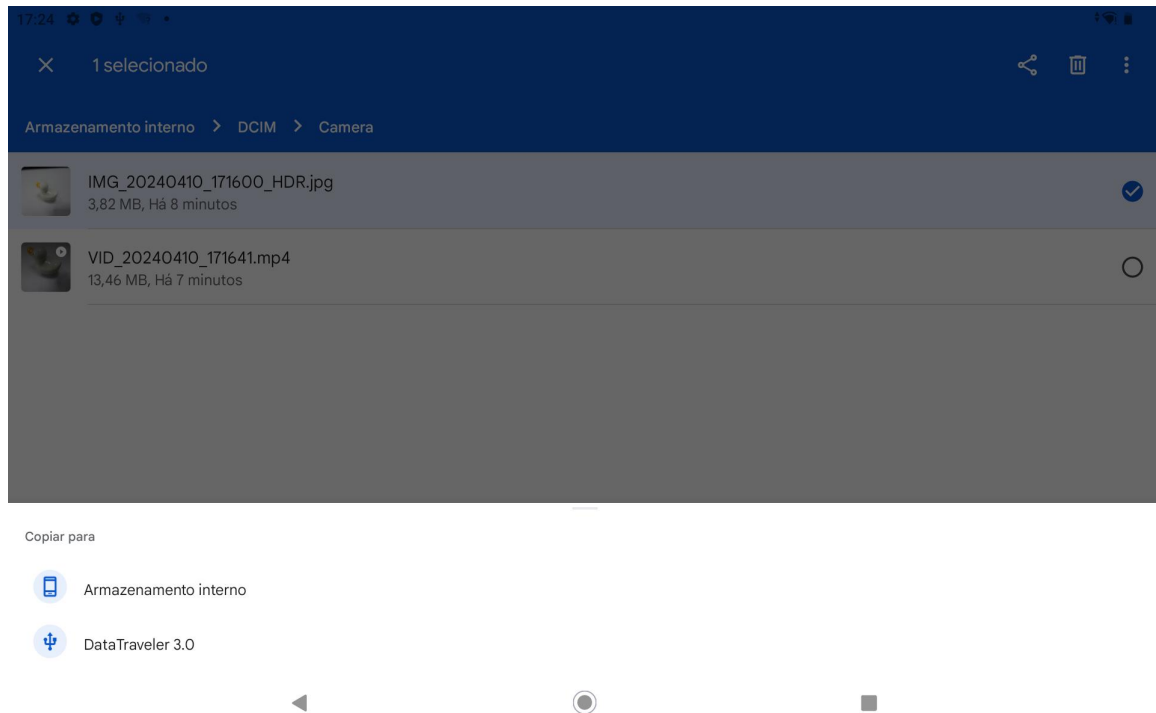 17:24
1 selecionado
Armazenamento interno > DCIM > Camera
IMG_20240410_171600_HDR.jpg
3,82 MB, Há 8 minutos
VID_20240410_171641.mp4
13,46 MB, Há 7 minutos
Copiar para
Armazenamento interno
DataTraveler 3.0